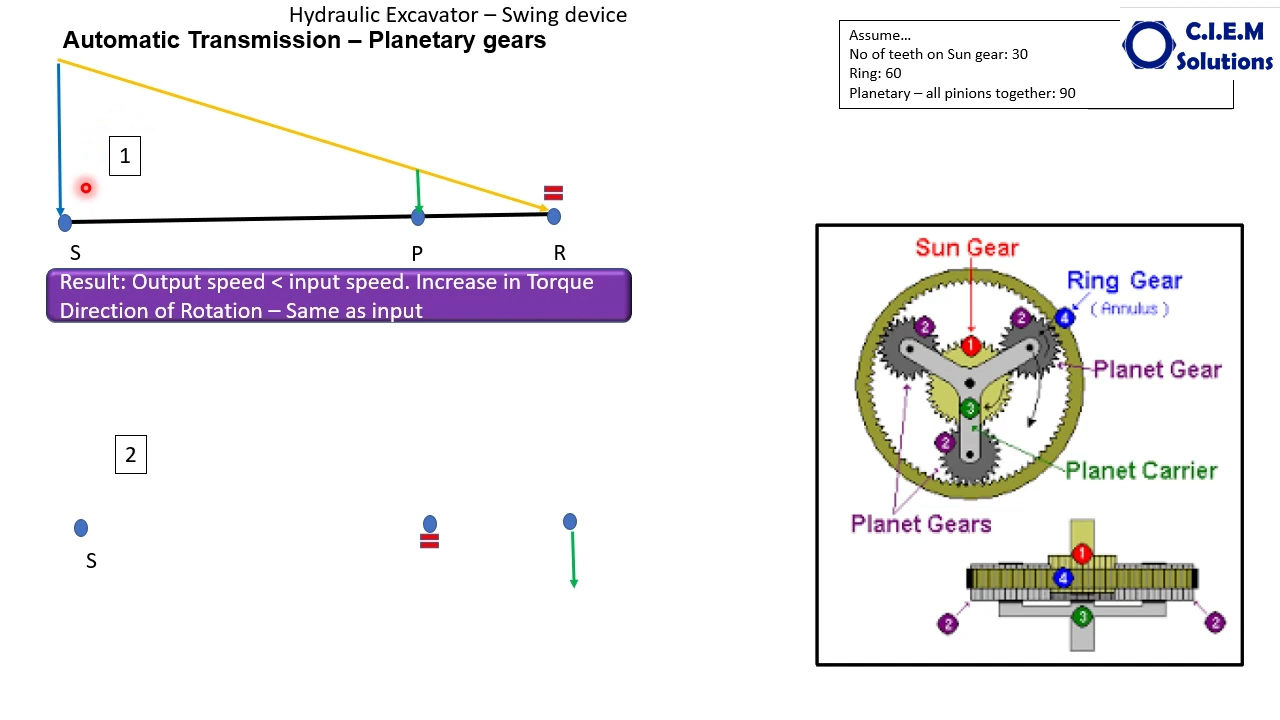 Hydraulic Excavator – Swing device
Automatic Transmission – Planetary gears
Assume…
No of teeth on Sun gear: 30
Ring: 60
Planetary – all pinions together: 90
C.I.E.M
Solutions
1
S
P
R
Result: Output speed < input speed. Increase in Torque
Direction of Rotation – Same as input
2
S
Sun Gear
Ring Gear
( Annulus )
2
2
4
1
Planet Gear
3
2
Planet Carrier
Planet Gears
1
4
3
2
2